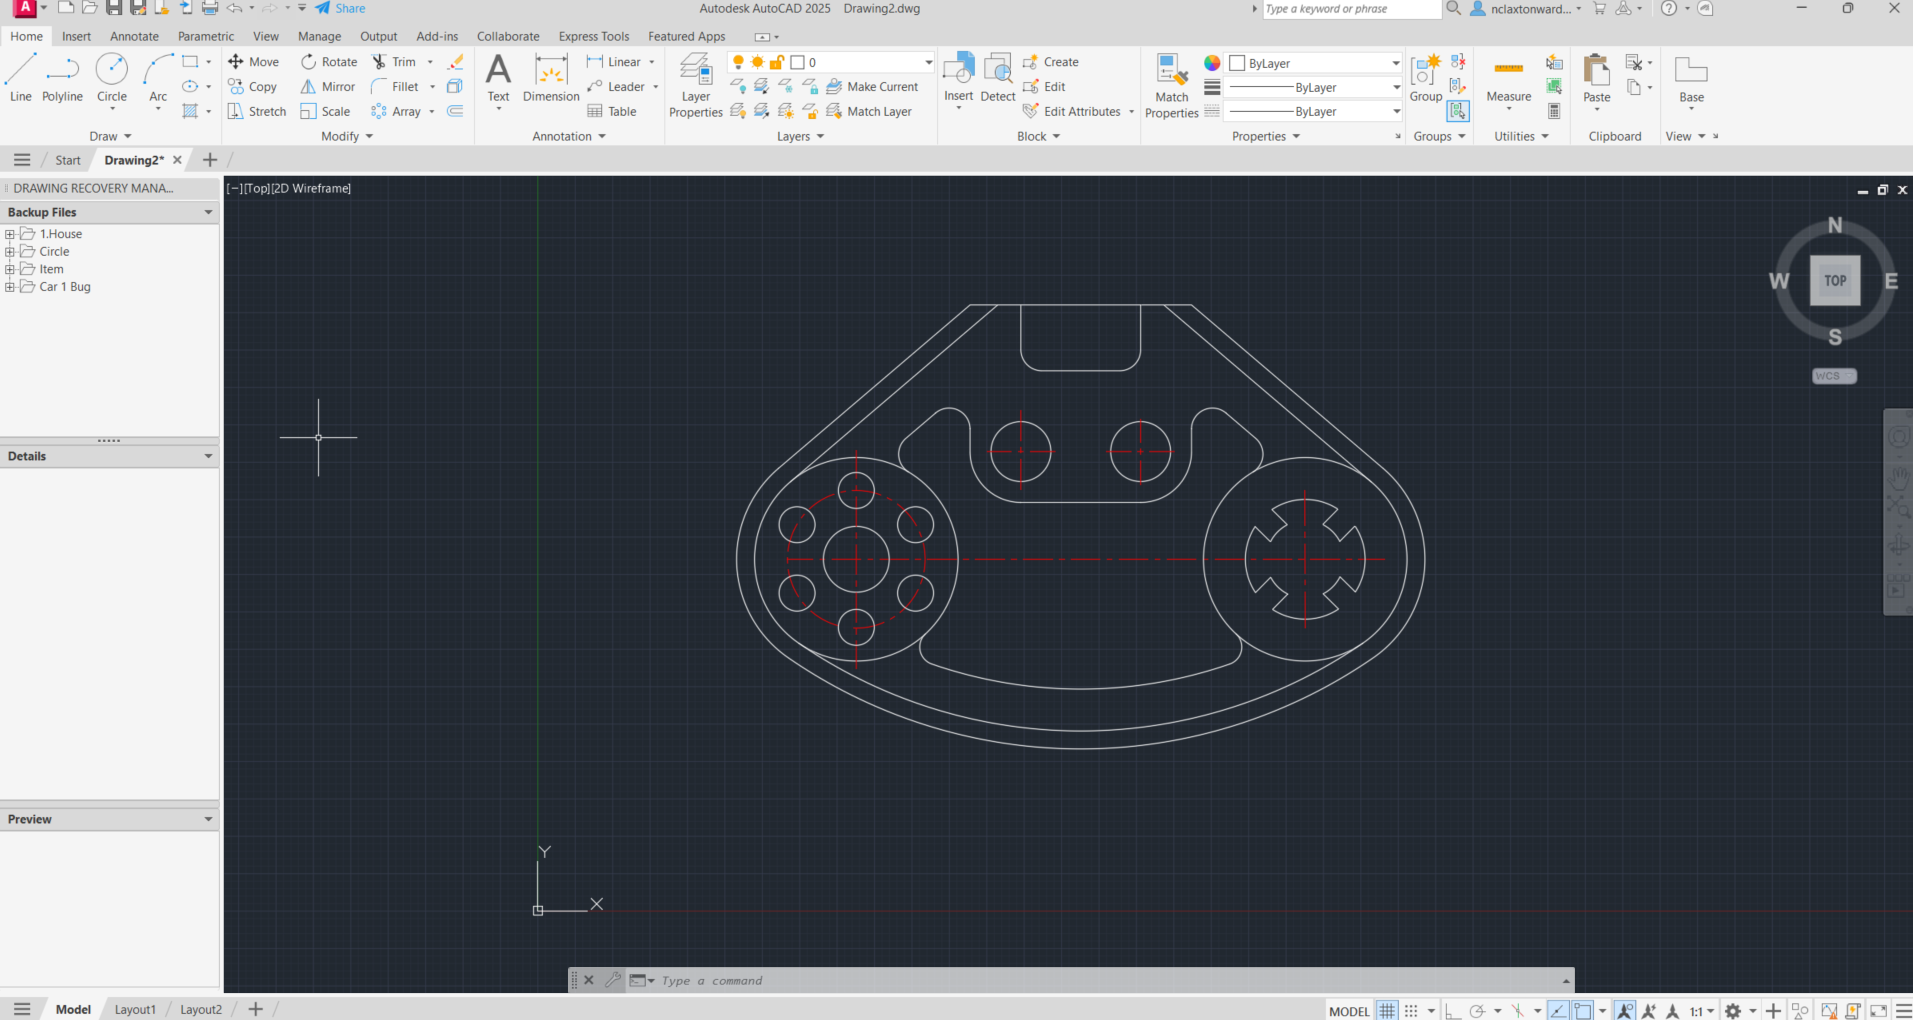 A Share Autodesk AutoCAD 2025 Drawing2.dwg Type a keyword or phrase nclaxtonward...
Home Insert Annotate Parametric View Manage Output Add-ins Collaborate Express Tools Featured Apps
Line Polyline Circle Arc
Move Rotate Trim
Copy Mirror Fillet
Stretch Scale Array
A Text Dimension
Linear
Leader
Table
Layer Properties
0
Make Current
Match Layer
Insert Detect
Create
Edit
Edit Attributes
Match Properties
ByLayer
ByLayer
ByLayer
Group Measure Paste Base
Draw Modify Annotation Layers Block Properties Groups Utilities Clipboard View
Start Drawing2*
DRAWING RECOVERY MANA...
Backup Files
1.House
Circle
Item
Car 1 Bug
Details
Preview
[−][Top][2D Wireframe]
N
W TOP E
S
WCS
Y
X
Type a command
Model Layout1 Layout2 MODEL 1:1